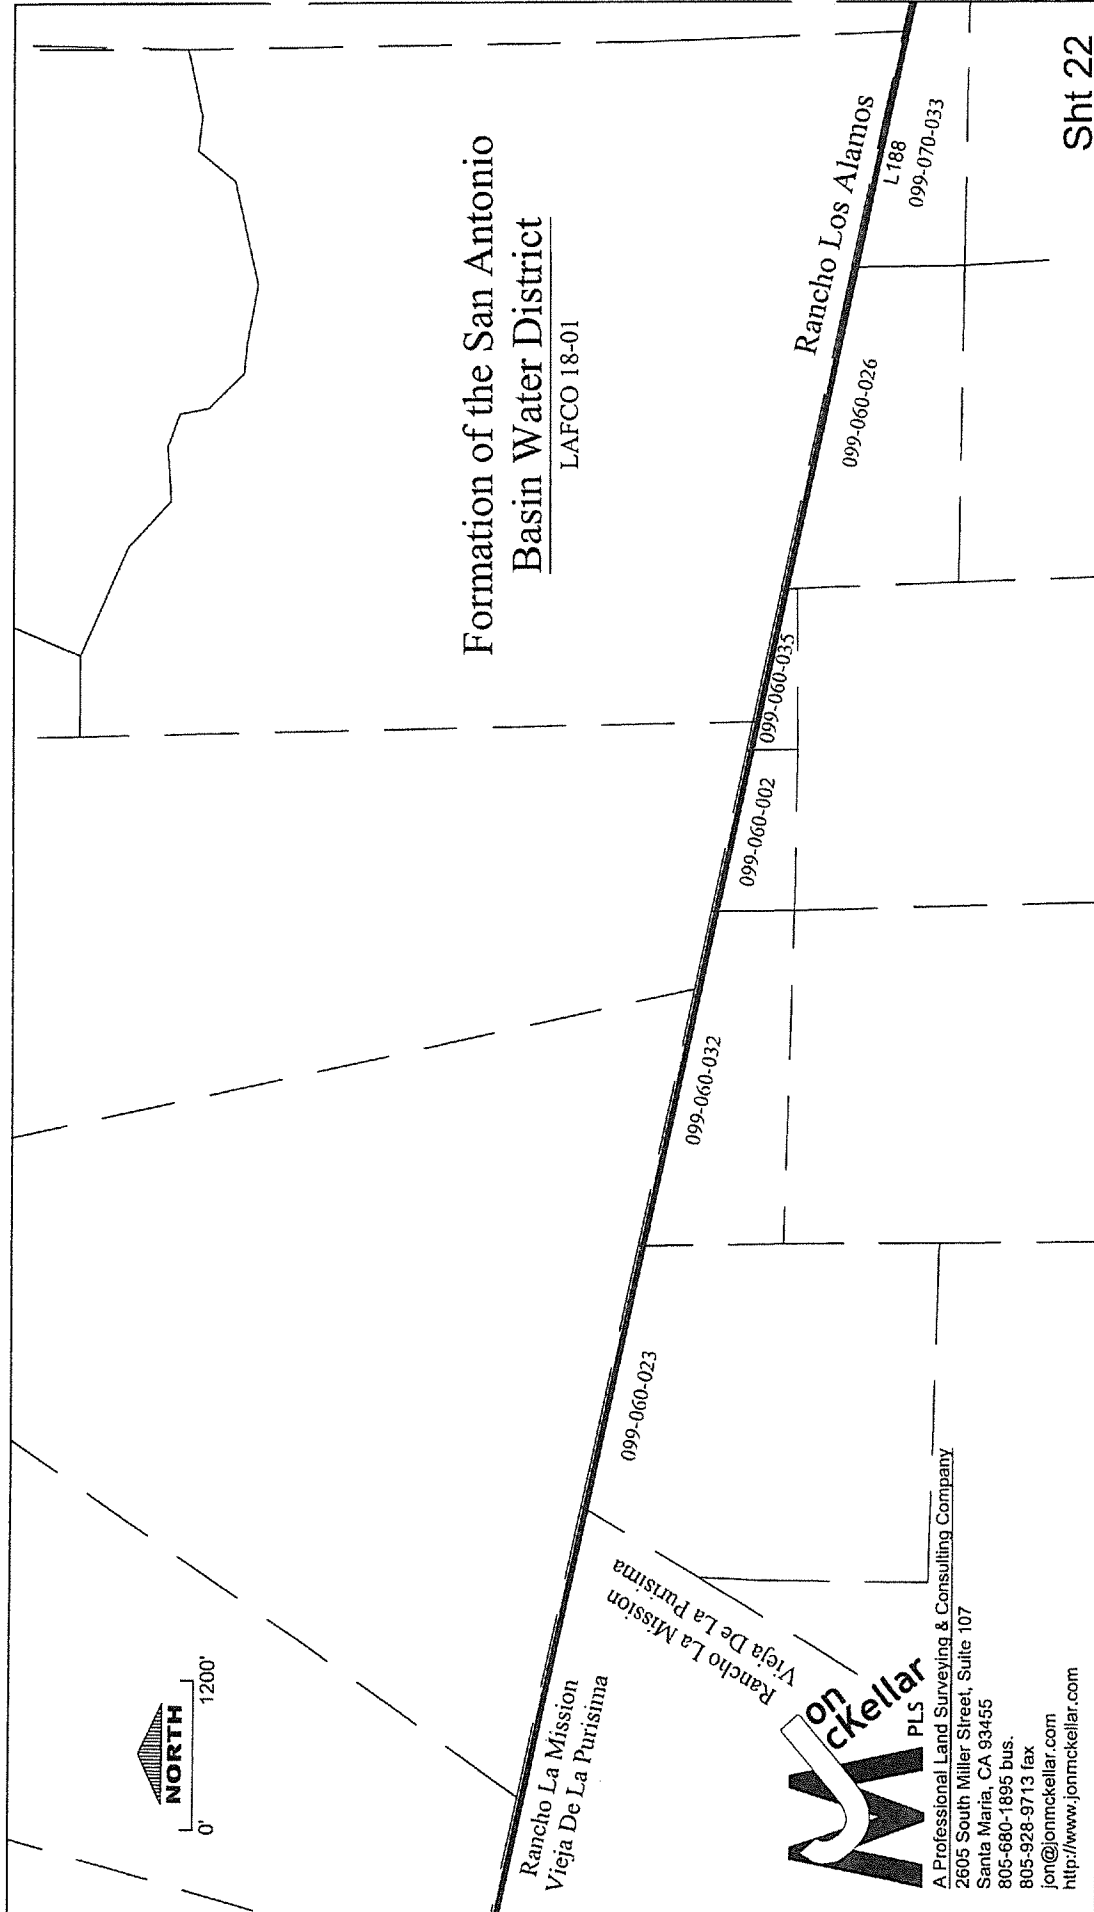 Formation of the San Antonio
Basin Water District
LAFCO 18-01
NORTH
0' 1200'
Rancho La Mission
Vieja De La Purisima
Rancho La Mission
Vieja De La Purisima
099-060-023
099-060-032
099-060-002
099-060-035
099-060-026
Rancho Los Alamos
L188
099-070-033
Jon
McKellar
PLS
A Professional Land Surveying & Consulting Company
2605 South Miller Street, Suite 107
Santa Maria, CA 93455
805-680-1895 bus.
805-928-9713 fax
jon@jonmckellar.com
http://www.jonmckellar.com
Sht 22